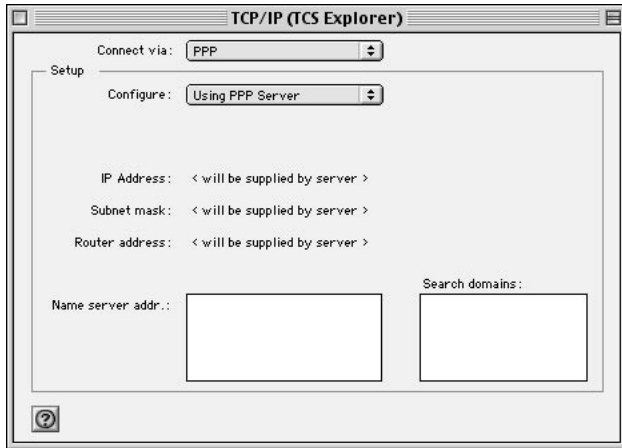 TCP/IP (TCS Explorer)
Connect via: PPP
Setup
Configure: Using PPP Server
IP Address: < will be supplied by server >
Subnet mask: < will be supplied by server >
Router address: < will be supplied by server >
Search domains:
Name server addr.:
?